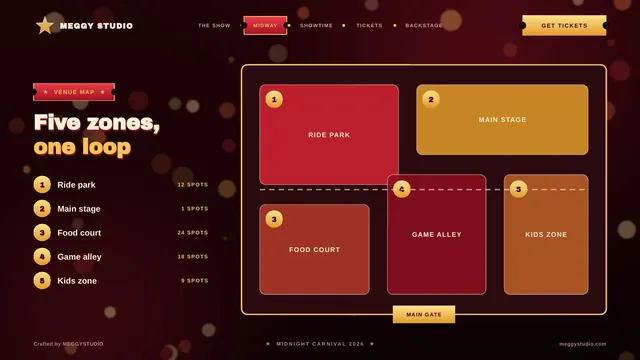 MEGGY STUDIO
THE SHOW
MIDWAY
SHOWTIME
TICKETS
BACKSTAGE
GET TICKETS
★ VENUE MAP ★
Five zones,
one loop
1 Ride park 12 SPOTS
2 Main stage 1 SPOTS
3 Food court 24 SPOTS
4 Game alley 18 SPOTS
5 Kids zone 9 SPOTS
1
RIDE PARK
2
MAIN STAGE
3
FOOD COURT
4
GAME ALLEY
5
KIDS ZONE
MAIN GATE
Crafted by MEGGYSTUDIO
★ MIDNIGHT CARNIVAL 2026 ★
meggystudio.com